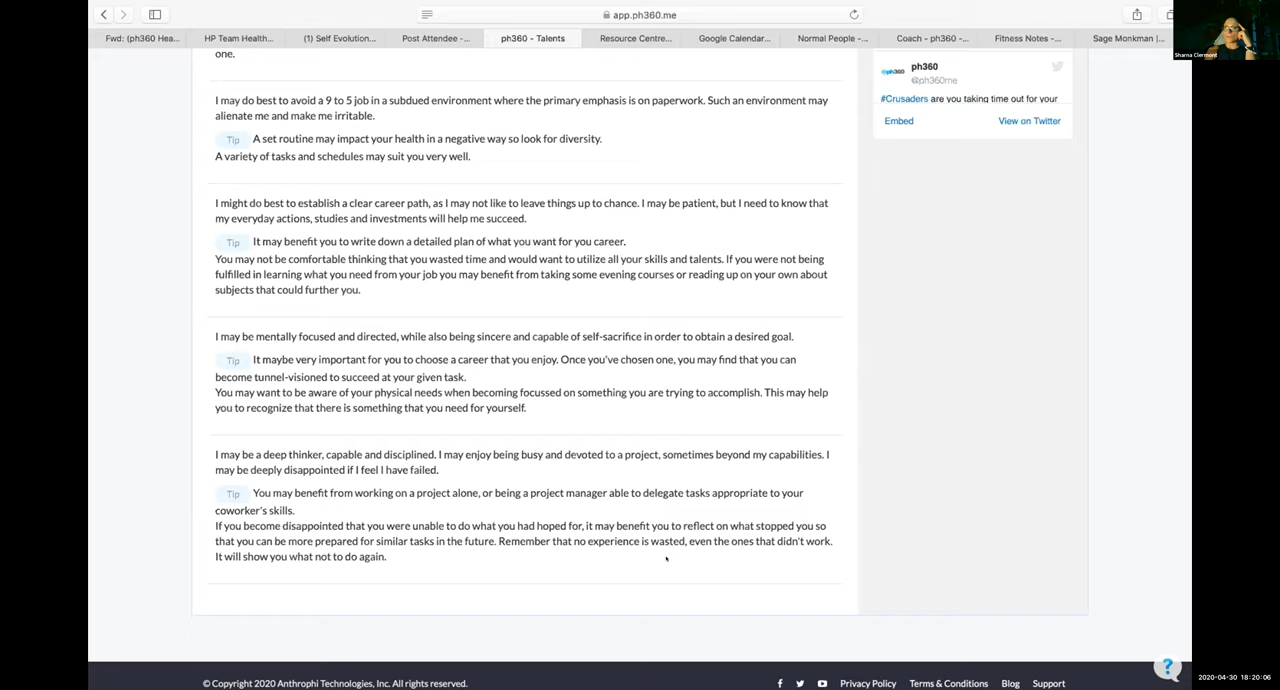 app.ph360.me
Fwd: (ph360 Hea...
HP Team Health...
(1) Self Evolution...
Post Attendee -...
ph360 - Talents
Resource Centre...
Google Calendar...
Normal People -...
Coach - ph360 -...
Fitness Notes -...
Sage Monkman |...
Sharna Clermont
one.
I may do best to avoid a 9 to 5 job in a subdued environment where the primary emphasis is on paperwork. Such an environment may
alienate me and make me irritable.
Tip A set routine may impact your health in a negative way so look for diversity.
A variety of tasks and schedules may suit you very well.
I might do best to establish a clear career path, as I may not like to leave things up to chance. I may be patient, but I need to know that
my everyday actions, studies and investments will help me succeed.
Tip It may benefit you to write down a detailed plan of what you want for you career.
You may not be comfortable thinking that you wasted time and would want to utilize all your skills and talents. If you were not being
fulfilled in learning what you need from your job you may benefit from taking some evening courses or reading up on your own about
subjects that could further you.
I may be mentally focused and directed, while also being sincere and capable of self-sacrifice in order to obtain a desired goal.
Tip It maybe very important for you to choose a career that you enjoy. Once you've chosen one, you may find that you can
become tunnel-visioned to succeed at your given task.
You may want to be aware of your physical needs when becoming focussed on something you are trying to accomplish. This may help
you to recognize that there is something that you need for yourself.
I may be a deep thinker, capable and disciplined. I may enjoy being busy and devoted to a project, sometimes beyond my capabilities. I
may be deeply disappointed if I feel I have failed.
Tip You may benefit from working on a project alone, or being a project manager able to delegate tasks appropriate to your
coworker's skills.
If you become disappointed that you were unable to do what you had hoped for, it may benefit you to reflect on what stopped you so
that you can be more prepared for similar tasks in the future. Remember that no experience is wasted, even the ones that didn't work.
It will show you what not to do again.
ph360
ph360
@ph360me
#Crusaders are you taking time out for your
Embed
View on Twitter
?
© Copyright 2020 Anthrophi Technologies, Inc. All rights reserved.
Privacy Policy
Terms & Conditions
Blog
Support
2020-04-30 18:20:06